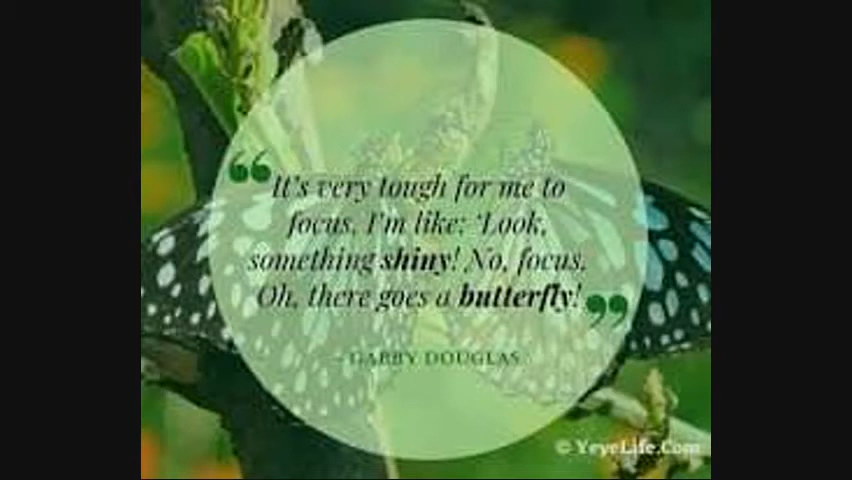 “It's very tough for me to
focus. I'm like: ‘Look,
something shiny! No, focus.
Oh, there goes a butterfly!”
- GABBY DOUGLAS
© YeyeLife.Com